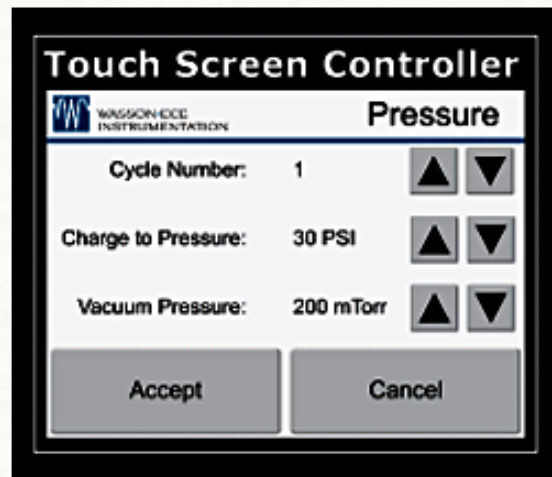 Touch Screen Controller
WASSON-ECE
INSTRUMENTATION
Pressure
Cycle Number: 1
Charge to Pressure: 30 PSI
Vacuum Pressure: 200 mTorr
Accept Cancel